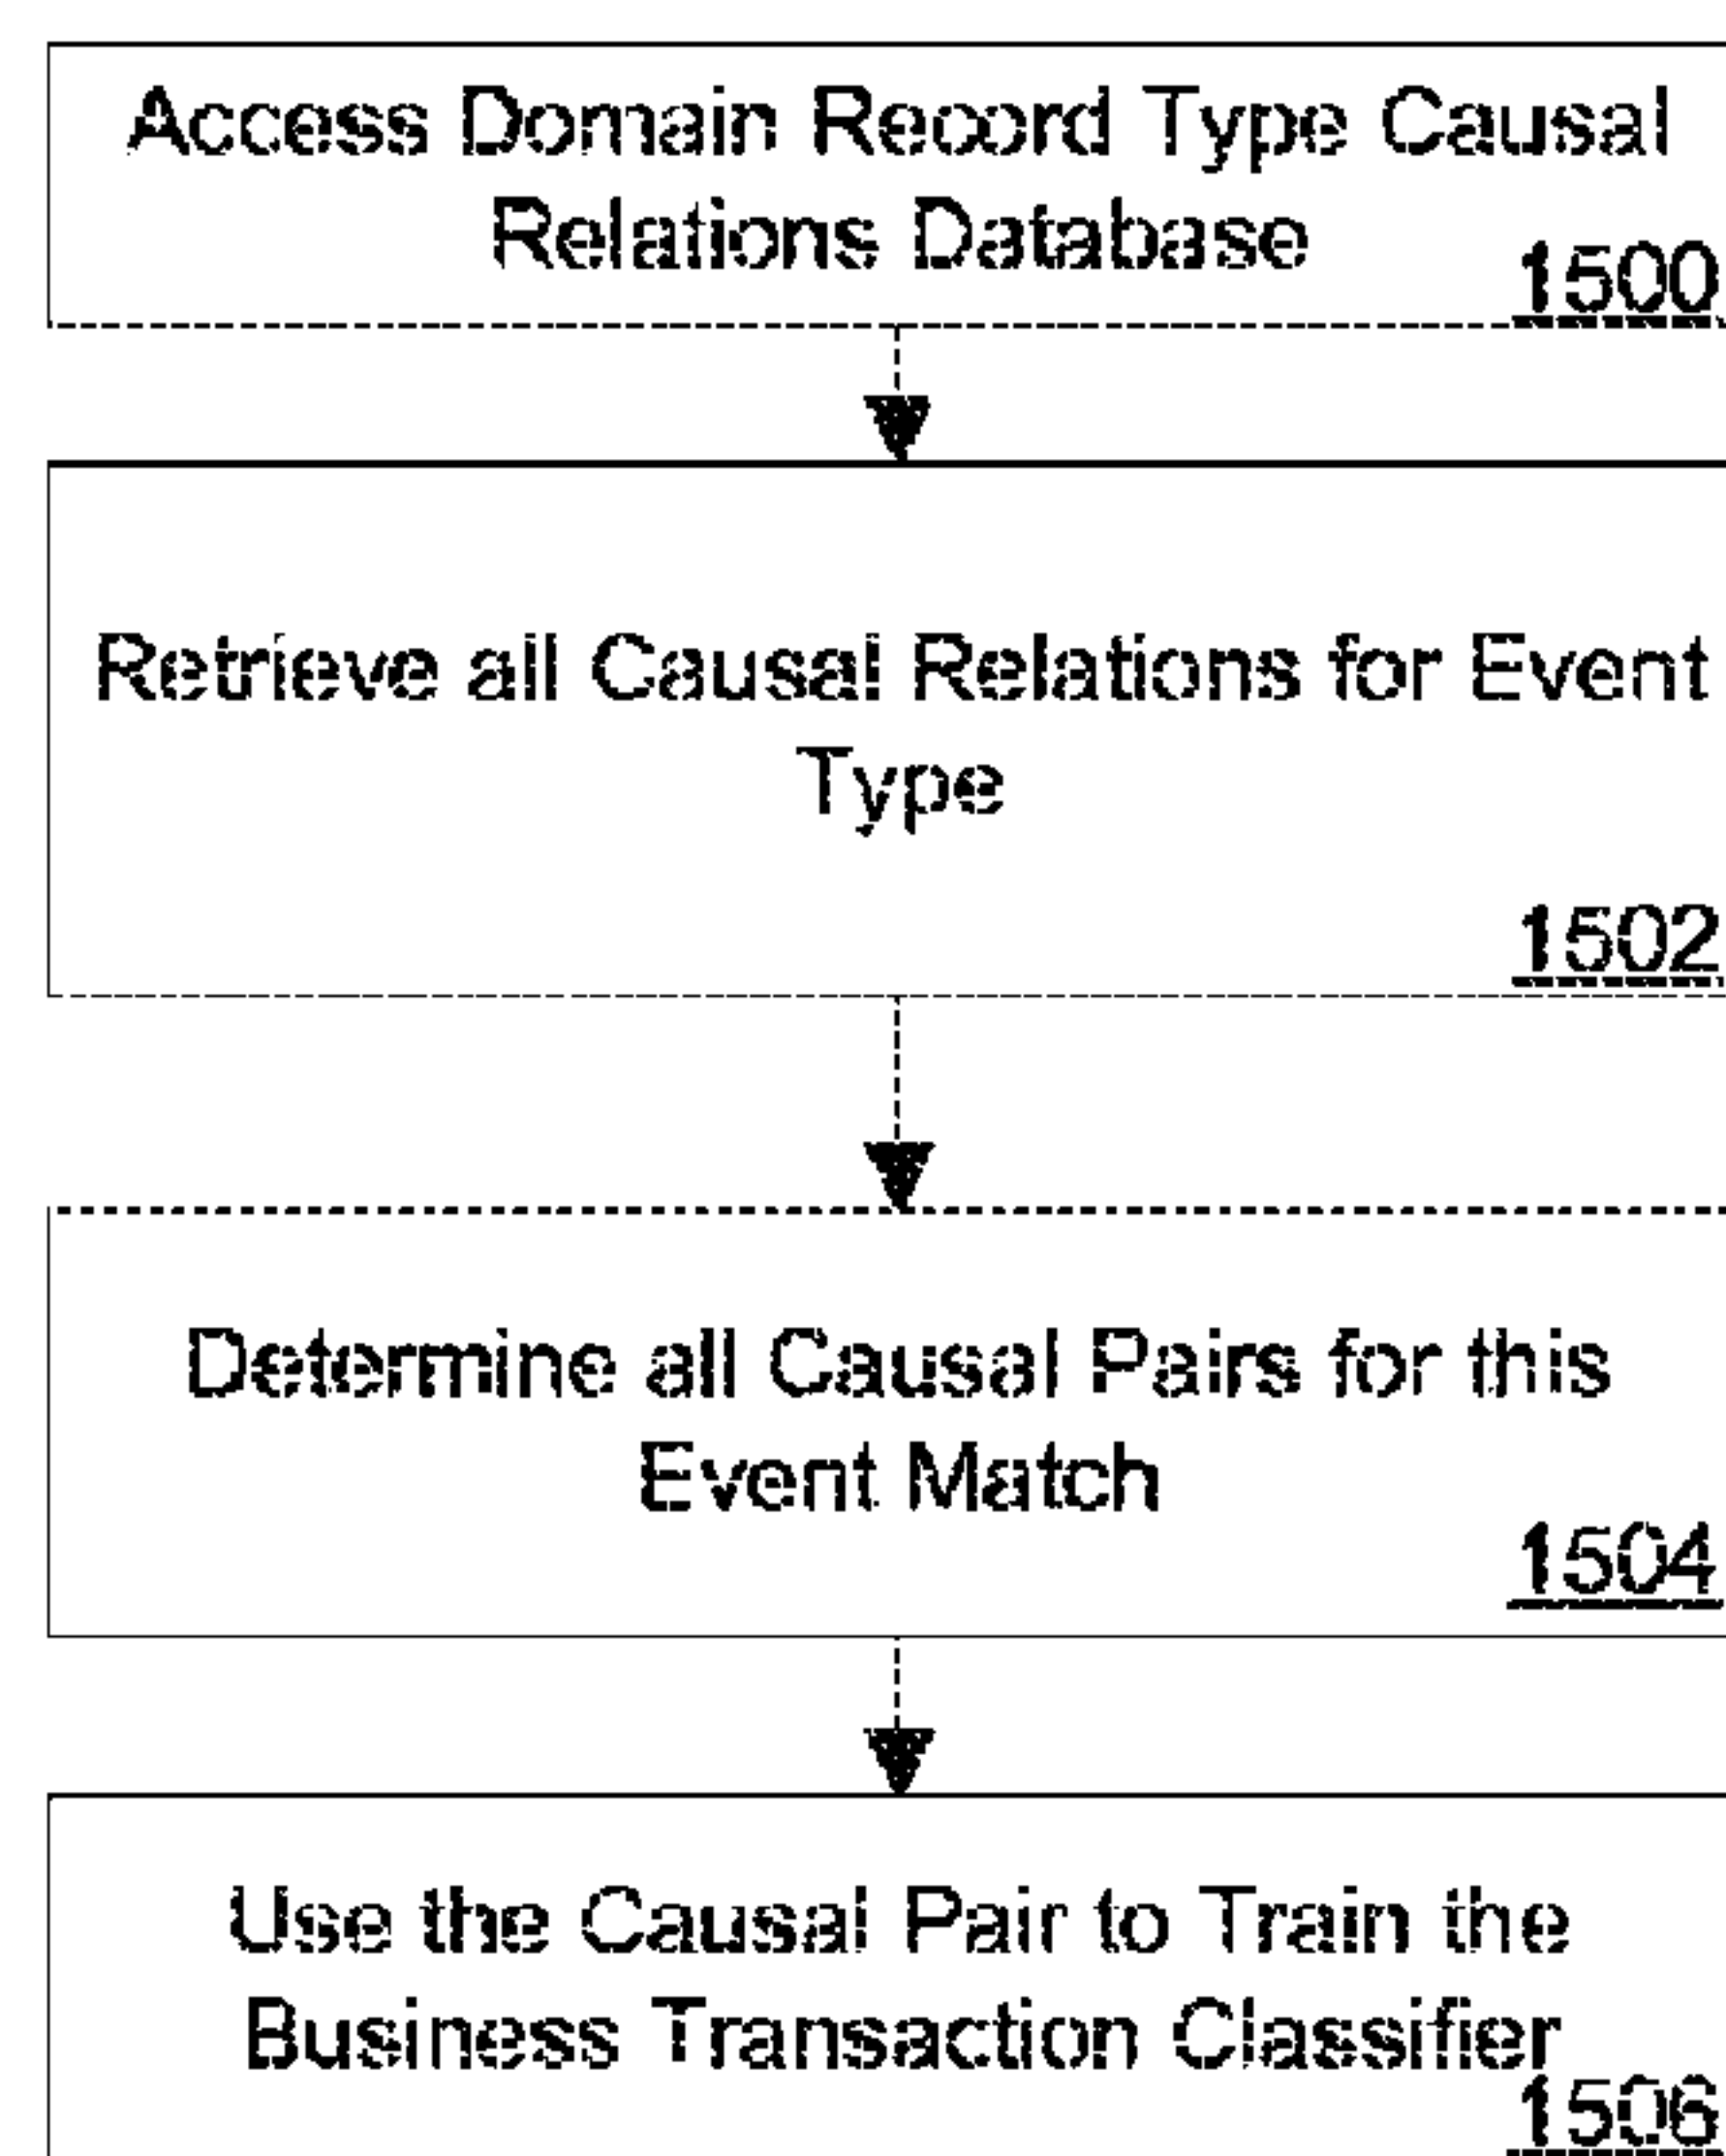 Access Domain Record Type Causal
Relations Database
1500
Retrieve all Causal Relations for Event
Type
1502
Determine all Causal Pairs for this
Event Match
1504
Use the Causal Pair to Train the
Business Transaction Classifier
1506